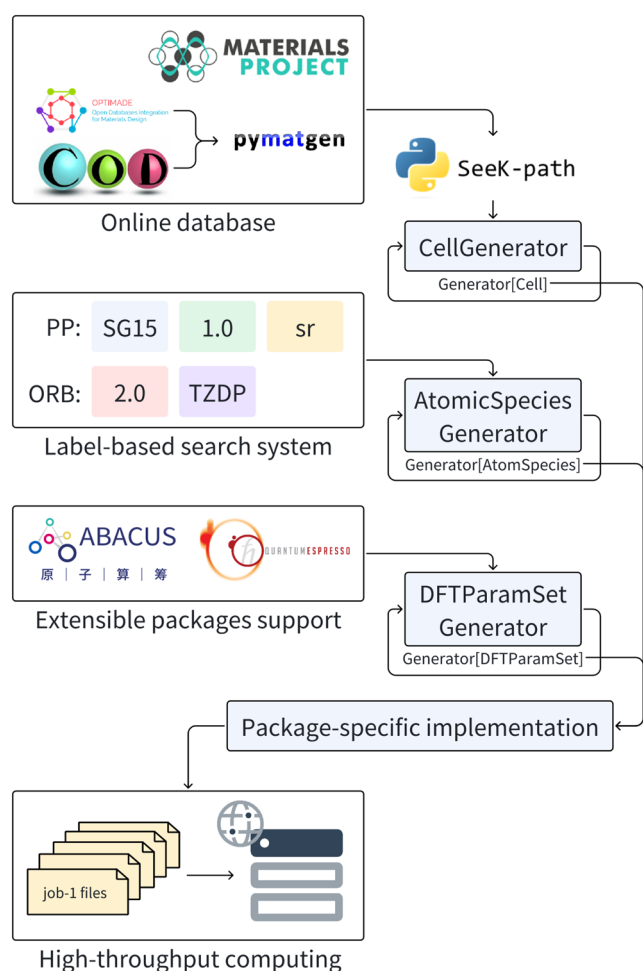 MATERIALS
PROJECT
OPTIMADE
Open Databases Integration
for Materials Design
COD
pymatgen
Online database
SeeK-path
CellGenerator
Generator[Cell]
PP: SG15 1.0 sr
ORB: 2.0 TZDP
Label-based search system
AtomicSpecies
Generator
Generator[AtomSpecies]
ABACUS
原｜子｜算｜筹
ħ QUANTUMESPRESSO
Extensible packages support
DFTParamSet
Generator
Generator[DFTParamSet]
Package-specific implementation
job-1 files
High-throughput computing